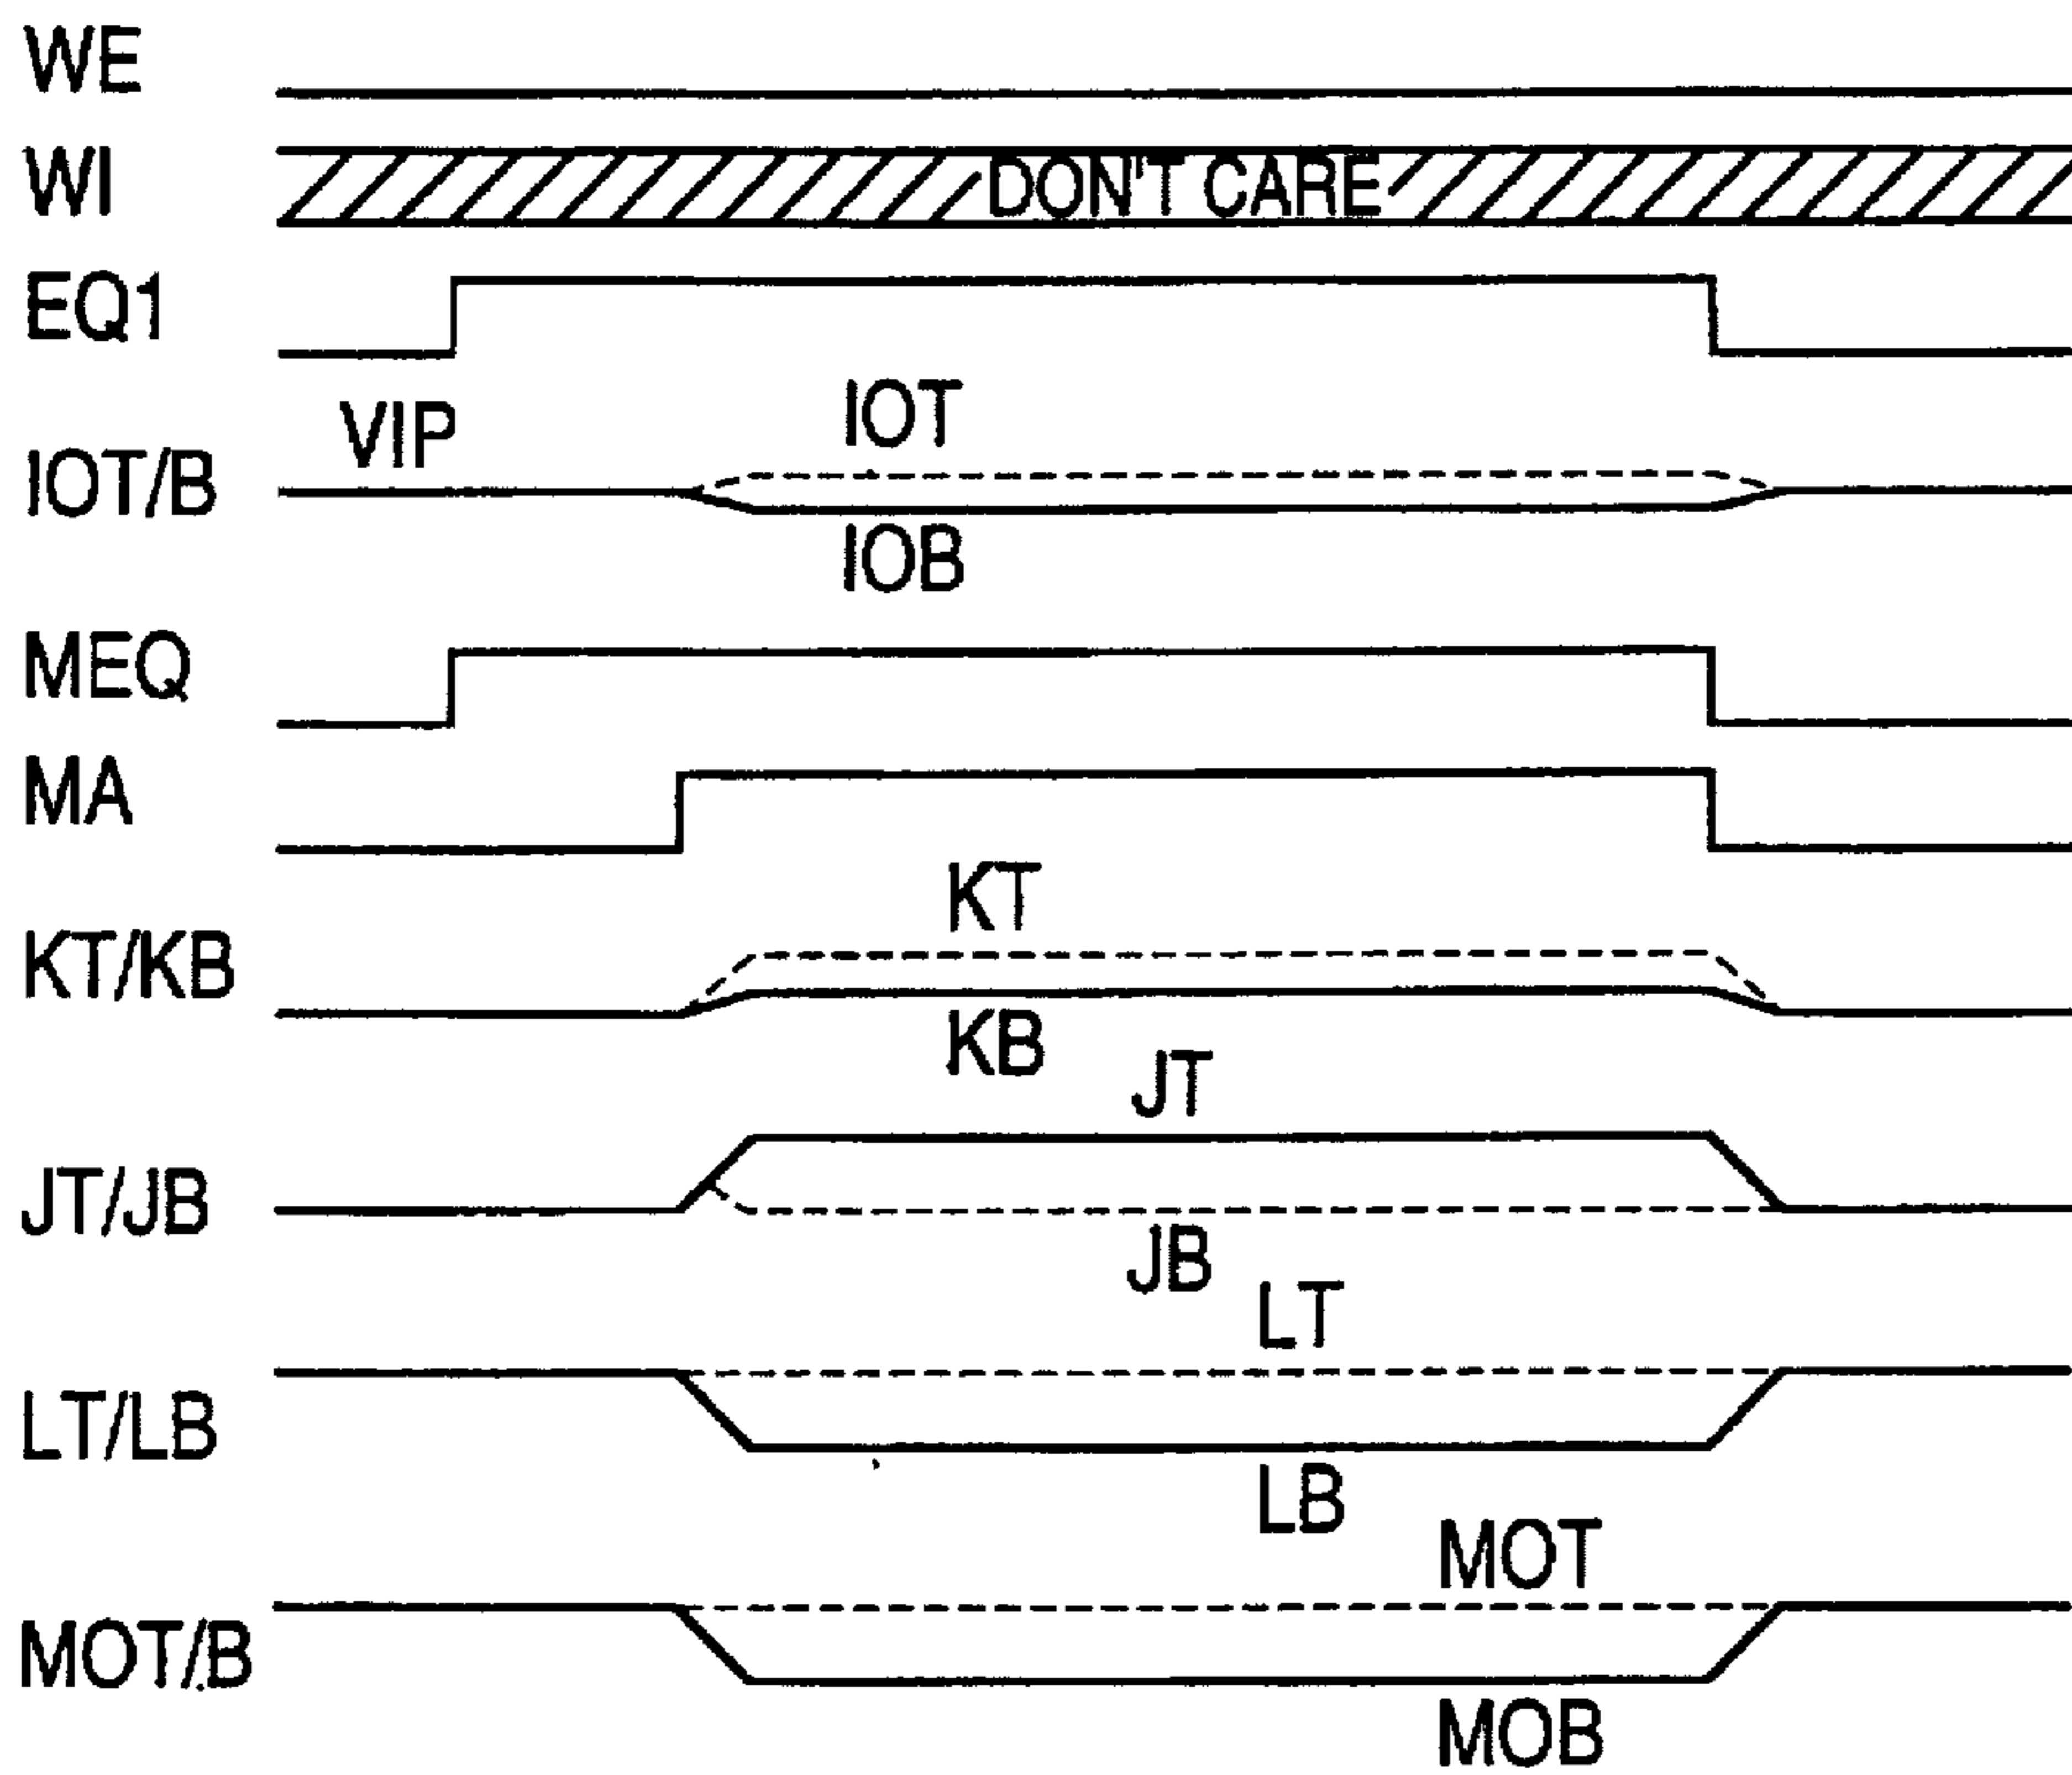 WE
WI
DON'T CARE
EQ1
VIP
IOT
IOT/B
IOB
MEQ
MA
KT
KT/KB
KB
JT
JT/JB
JB
LT
LT/LB
LB
MOT
MOT/B
MOB